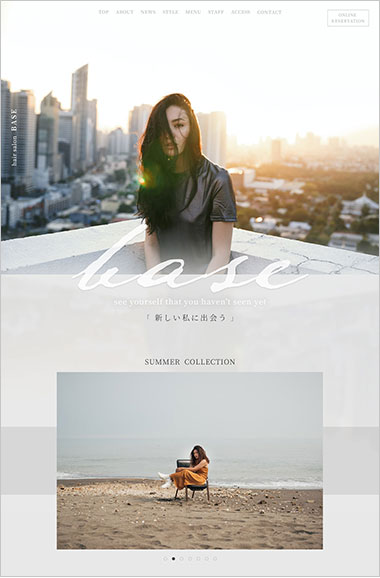 TOP ABOUT NEWS STYLE MENU STAFF ACCESS CONTACT
ONLINE
RESERVATION
hair salon BASE
base
see yourself that you haven't seen yet
「 新しい私に出会う 」
SUMMER COLLECTION